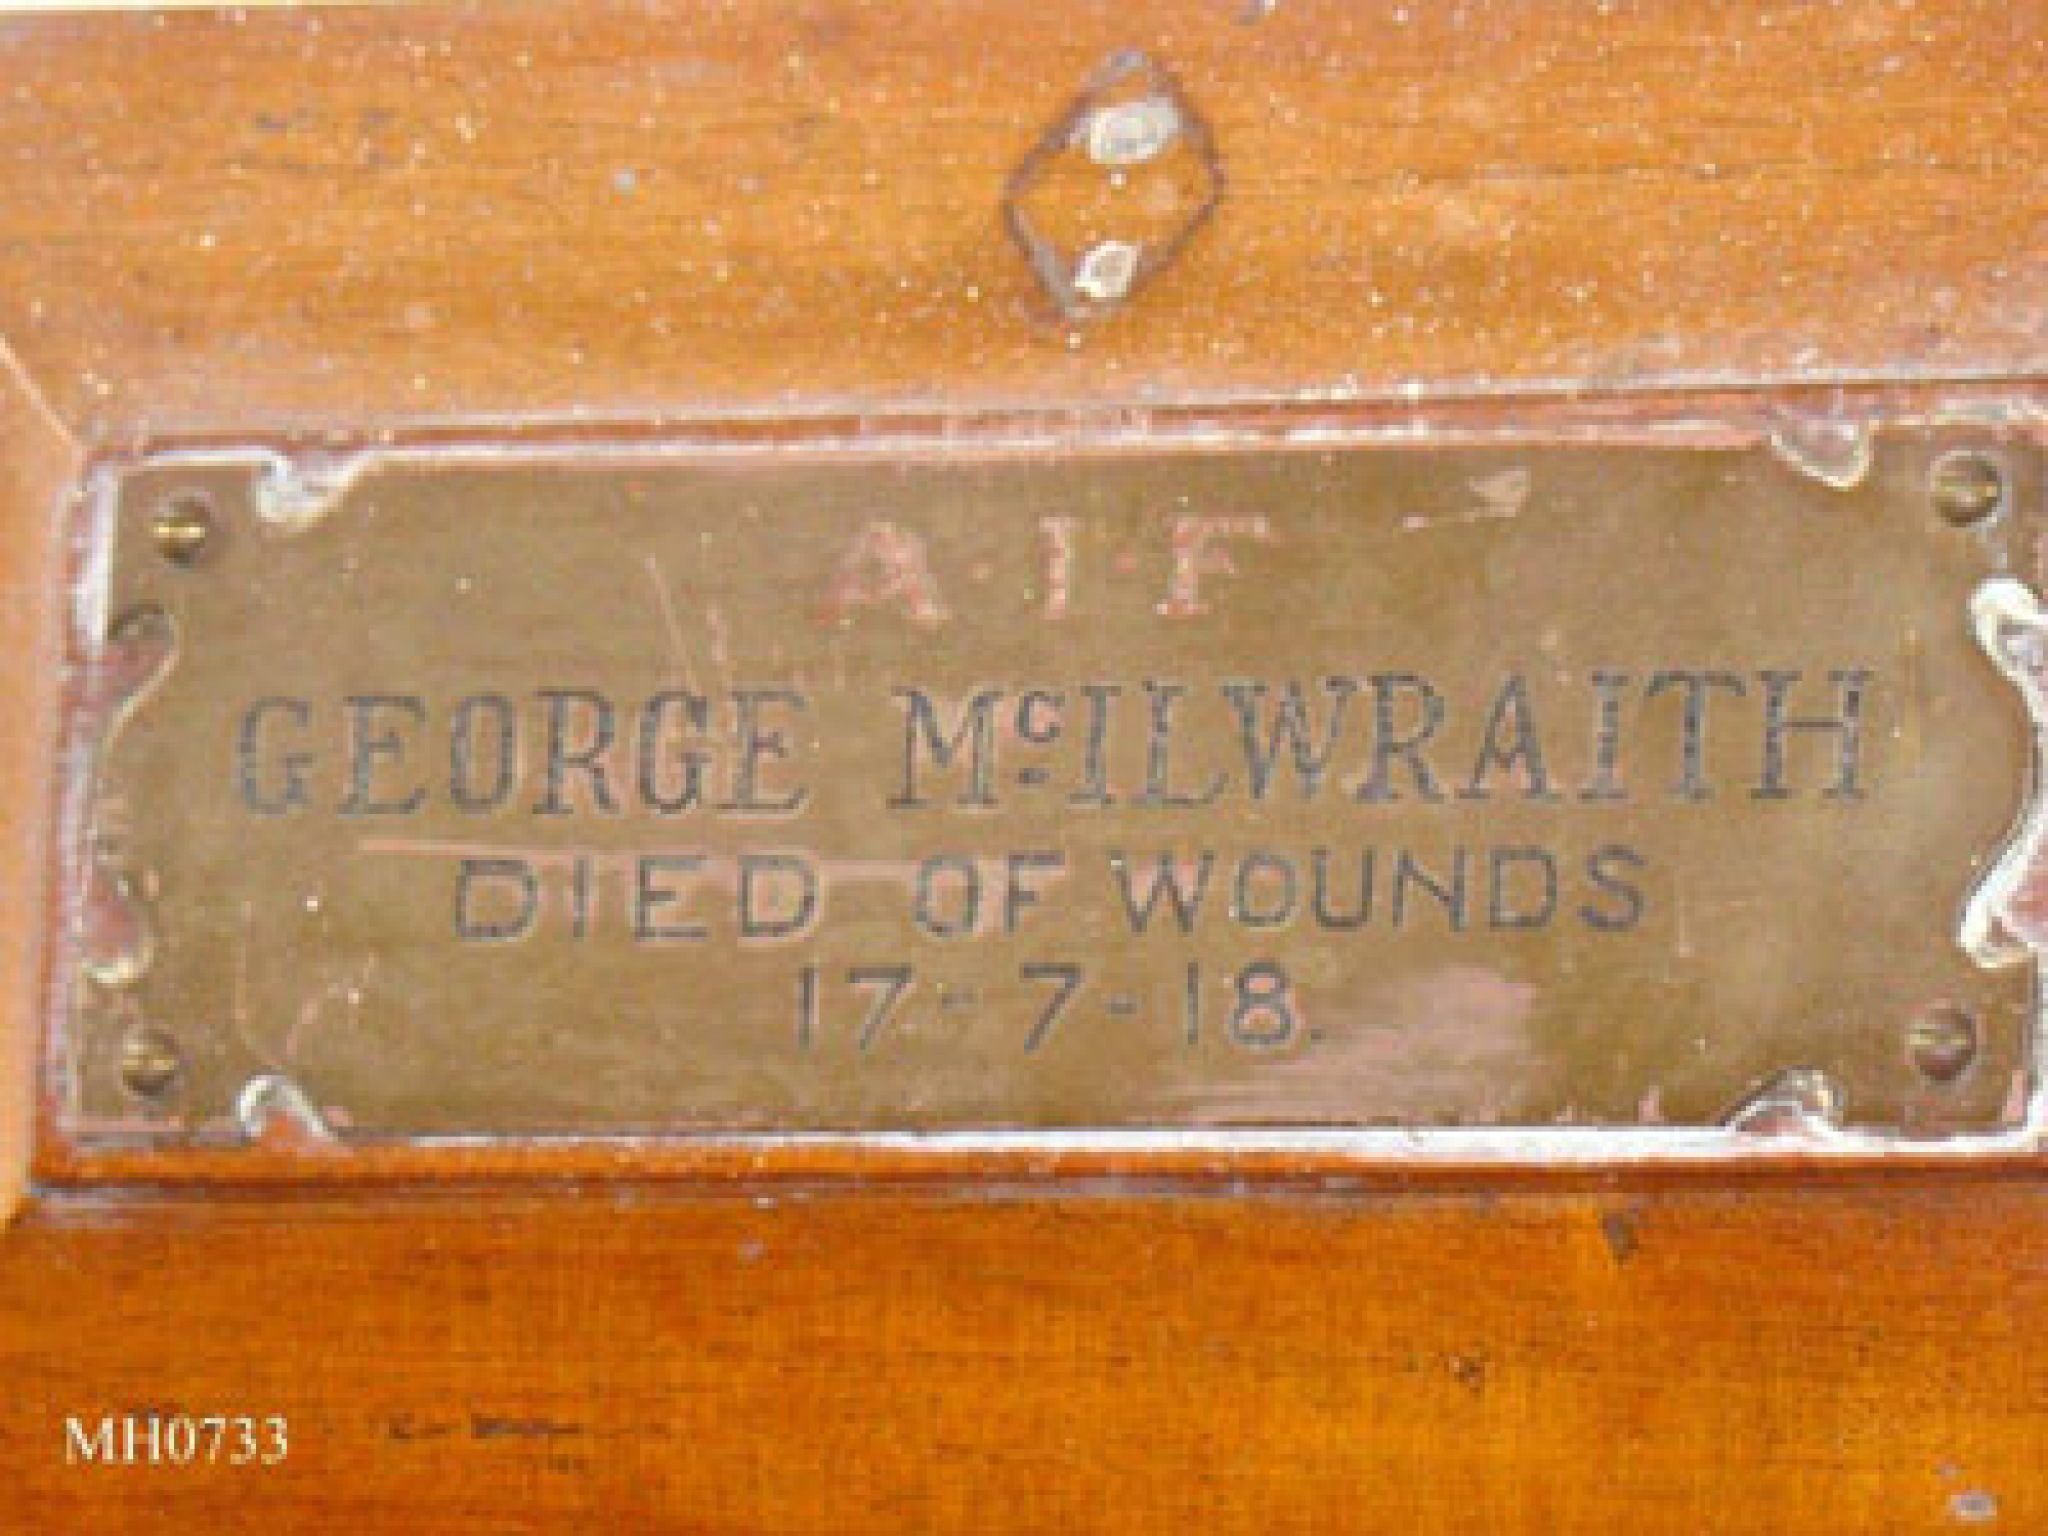 A·I·F
GEORGE McILWRAITH
DIED OF WOUNDS
17-7-18.
MH0733